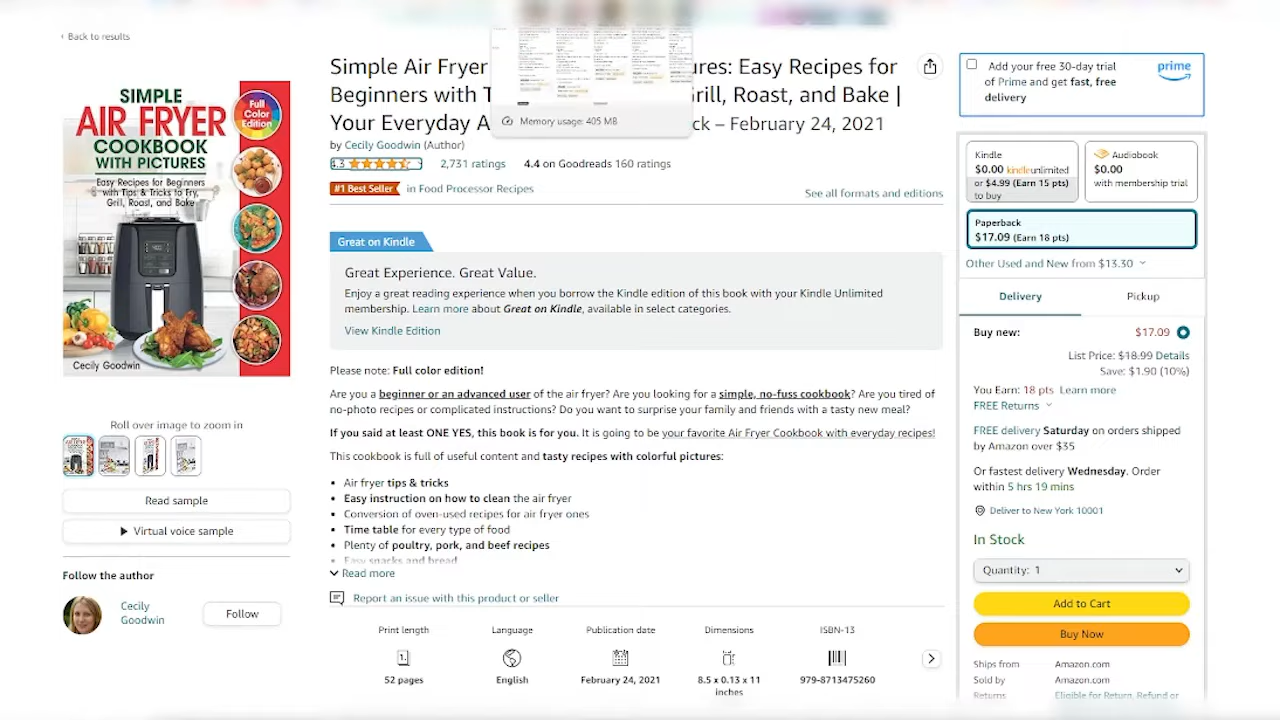 ‹ Back to results
SIMPLE
AIR FRYER
COOKBOOK
WITH PICTURES
Easy Recipes for Beginners
with Tips & Tricks to Fry,
Grill, Roast, and Bake
Full
Color
Edition
Cecily Goodwin
Roll over image to zoom in
Read sample
Virtual voice sample
Follow the author
Cecily
Goodwin
Follow
Air Fryer
res: Easy Recipes for
Beginners with
rill, Roast, and Bake |
Your Everyday A
ck – February 24, 2021
Memory usage: 405 MB
by Cecily Goodwin (Author)
4.3
2,731 ratings
4.4 on Goodreads 160 ratings
#1 Best Seller in Food Processor Recipes
See all formats and editions
Great on Kindle
Great Experience. Great Value.
Enjoy a great reading experience when you borrow the Kindle edition of this book with your Kindle Unlimited
membership. Learn more about Great on Kindle, available in select categories.
View Kindle Edition
Please note: Full color edition!
Are you a beginner or an advanced user of the air fryer? Are you looking for a simple, no-fuss cookbook? Are you tired of
no-photo recipes or complicated instructions? Do you want to surprise your family and friends with a tasty new meal?
If you said at least ONE YES, this book is for you. It is going to be your favorite Air Fryer Cookbook with everyday recipes!
This cookbook is full of useful content and tasty recipes with colorful pictures:
• Air fryer tips & tricks
• Easy instruction on how to clean the air fryer
• Conversion of oven-used recipes for air fryer ones
• Time table for every type of food
• Plenty of poultry, pork, and beef recipes
• Easy snacks and bread
Read more
Report an issue with this product or seller
Print length
52 pages
Language
English
Publication date
February 24, 2021
Dimensions
8.5 x 0.13 x 11
inches
ISBN-13
979-8713475260
prime
delivery
Kindle
$0.00 kindleunlimited
or $4.99 (Earn 15 pts)
to buy
Audiobook
$0.00
with membership trial
Paperback
$17.09 (Earn 18 pts)
Other Used and New from $13.30
Delivery
Pickup
Buy new:
$17.09
List Price: $18.99 Details
Save: $1.90 (10%)
You Earn: 18 pts Learn more
FREE Returns
FREE delivery Saturday on orders shipped
by Amazon over $35
Or fastest delivery Wednesday. Order
within 5 hrs 19 mins
Deliver to New York 10001
In Stock
Quantity: 1
Add to Cart
Buy Now
Ships from
Amazon.com
Sold by
Amazon.com
Returns
Eligible for Return, Refund or